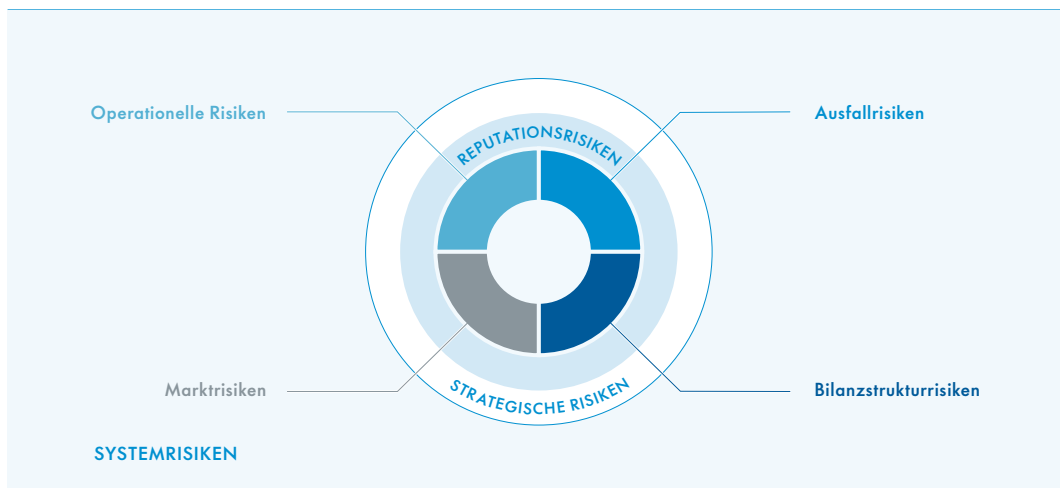 Operationelle Risiken
Ausfallrisiken
REPUTATIONSRISIKEN
Marktrisiken
STRATEGISCHE RISIKEN
Bilanzstrukturrisiken
SYSTEMRISIKEN